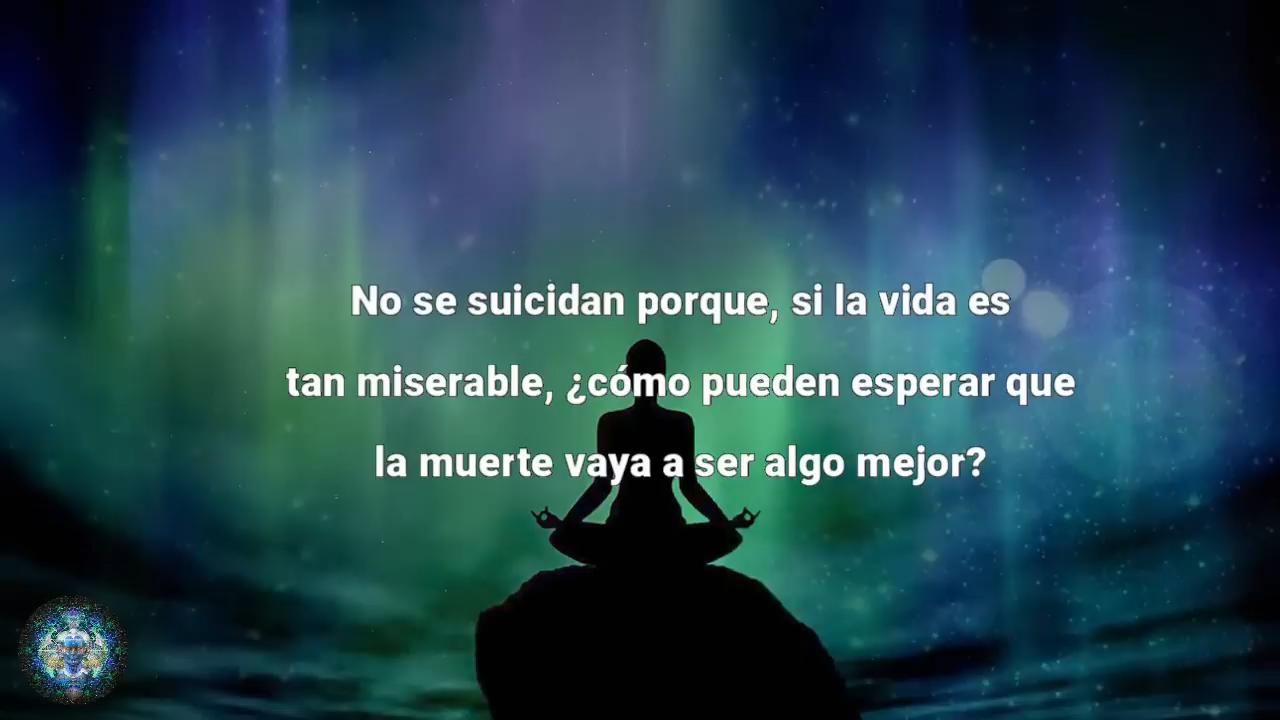 No se suicidan porque, si la vida es
tan miserable, ¿cómo pueden esperar que
la muerte vaya a ser algo mejor?